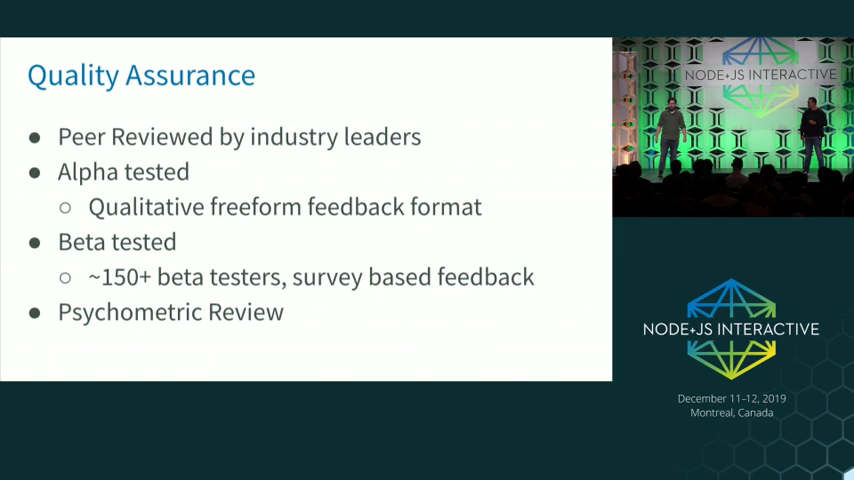 Quality Assurance
● Peer Reviewed by industry leaders
● Alpha tested
○ Qualitative freeform feedback format
● Beta tested
○ ~150+ beta testers, survey based feedback
● Psychometric Review
NODE+JS INTERACTIVE
NODE+JS INTERACTIVE
December 11–12, 2019
Montreal, Canada